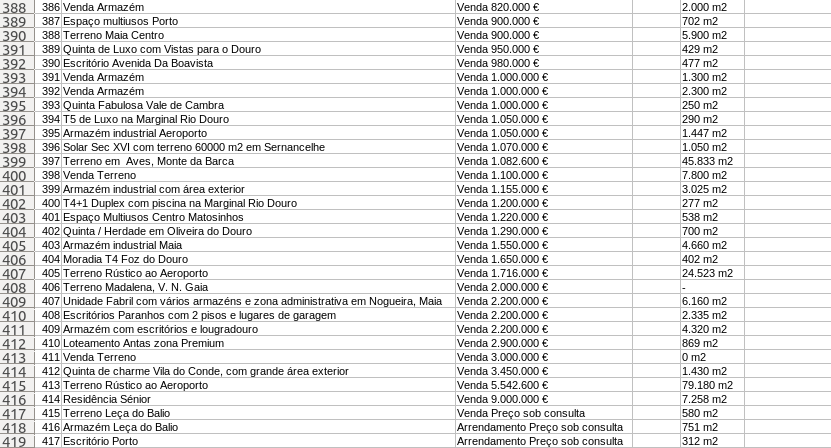 388 386 Venda Armazém Venda 820.000 € 2.000 m2
389 387 Espaço multiusos Porto Venda 900.000 € 702 m2
390 388 Terreno Maia Centro Venda 900.000 € 5.900 m2
391 389 Quinta de Luxo com Vistas para o Douro Venda 950.000 € 429 m2
392 390 Escritório Avenida Da Boavista Venda 980.000 € 477 m2
393 391 Venda Armazém Venda 1.000.000 € 1.300 m2
394 392 Venda Armazém Venda 1.000.000 € 2.300 m2
395 393 Quinta Fabulosa Vale de Cambra Venda 1.000.000 € 250 m2
396 394 T5 de Luxo na Marginal Rio Douro Venda 1.050.000 € 290 m2
397 395 Armazém industrial Aeroporto Venda 1.050.000 € 1.447 m2
398 396 Solar Sec XVI com terreno 60000 m2 em Sernancelhe Venda 1.070.000 € 1.050 m2
399 397 Terreno em  Aves, Monte da Barca Venda 1.082.600 € 45.833 m2
400 398 Venda Terreno Venda 1.100.000 € 7.800 m2
401 399 Armazém industrial com área exterior Venda 1.155.000 € 3.025 m2
402 400 T4+1 Duplex com piscina na Marginal Rio Douro Venda 1.200.000 € 277 m2
403 401 Espaço Multiusos Centro Matosinhos Venda 1.220.000 € 538 m2
404 402 Quinta / Herdade em Oliveira do Douro Venda 1.290.000 € 700 m2
405 403 Armazém industrial Maia Venda 1.550.000 € 4.660 m2
406 404 Moradia T4 Foz do Douro Venda 1.650.000 € 402 m2
407 405 Terreno Rústico ao Aeroporto Venda 1.716.000 € 24.523 m2
408 406 Terreno Madalena, V. N. Gaia Venda 2.000.000 € -
409 407 Unidade Fabril com vários armazéns e zona administrativa em Nogueira, Maia Venda 2.200.000 € 6.160 m2
410 408 Escritórios Paranhos com 2 pisos e lugares de garagem Venda 2.200.000 € 2.335 m2
411 409 Armazém com escritórios e lougradouro Venda 2.200.000 € 4.320 m2
412 410 Loteamento Antas zona Premium Venda 2.900.000 € 869 m2
413 411 Venda Terreno Venda 3.000.000 € 0 m2
414 412 Quinta de charme Vila do Conde, com grande área exterior Venda 3.450.000 € 1.430 m2
415 413 Terreno Rústico ao Aeroporto Venda 5.542.600 € 79.180 m2
416 414 Residência Sénior Venda 9.000.000 € 7.258 m2
417 415 Terreno Leça do Balio Venda Preço sob consulta 580 m2
418 416 Armazém Leça do Balio Arrendamento Preço sob consulta 751 m2
419 417 Escritório Porto Arrendamento Preço sob consulta 312 m2